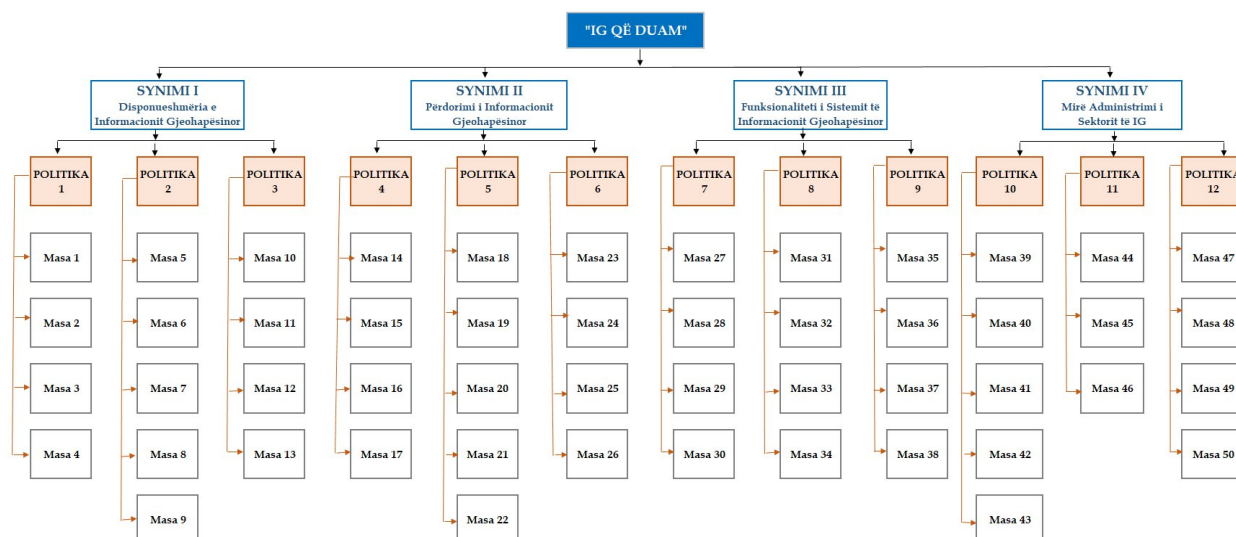 "IG QË DUAM"
SYNIMI I
Disponueshmëria e
Informacionit Gjeohapësinor
SYNIMI II
Përdorimi i Informacionit
Gjeohapësinor
SYNIMI III
Funksionaliteti i Sistemit të
Informacionit Gjeohapësinor
SYNIMI IV
Mirë Administrimi i
Sektorit të IG
POLITIKA
1
POLITIKA
2
POLITIKA
3
POLITIKA
4
POLITIKA
5
POLITIKA
6
POLITIKA
7
POLITIKA
8
POLITIKA
9
POLITIKA
10
POLITIKA
11
POLITIKA
12
Masa 1
Masa 2
Masa 3
Masa 4
Masa 5
Masa 6
Masa 7
Masa 8
Masa 9
Masa 10
Masa 11
Masa 12
Masa 13
Masa 14
Masa 15
Masa 16
Masa 17
Masa 18
Masa 19
Masa 20
Masa 21
Masa 22
Masa 23
Masa 24
Masa 25
Masa 26
Masa 27
Masa 28
Masa 29
Masa 30
Masa 31
Masa 32
Masa 33
Masa 34
Masa 35
Masa 36
Masa 37
Masa 38
Masa 39
Masa 40
Masa 41
Masa 42
Masa 43
Masa 44
Masa 45
Masa 46
Masa 47
Masa 48
Masa 49
Masa 50